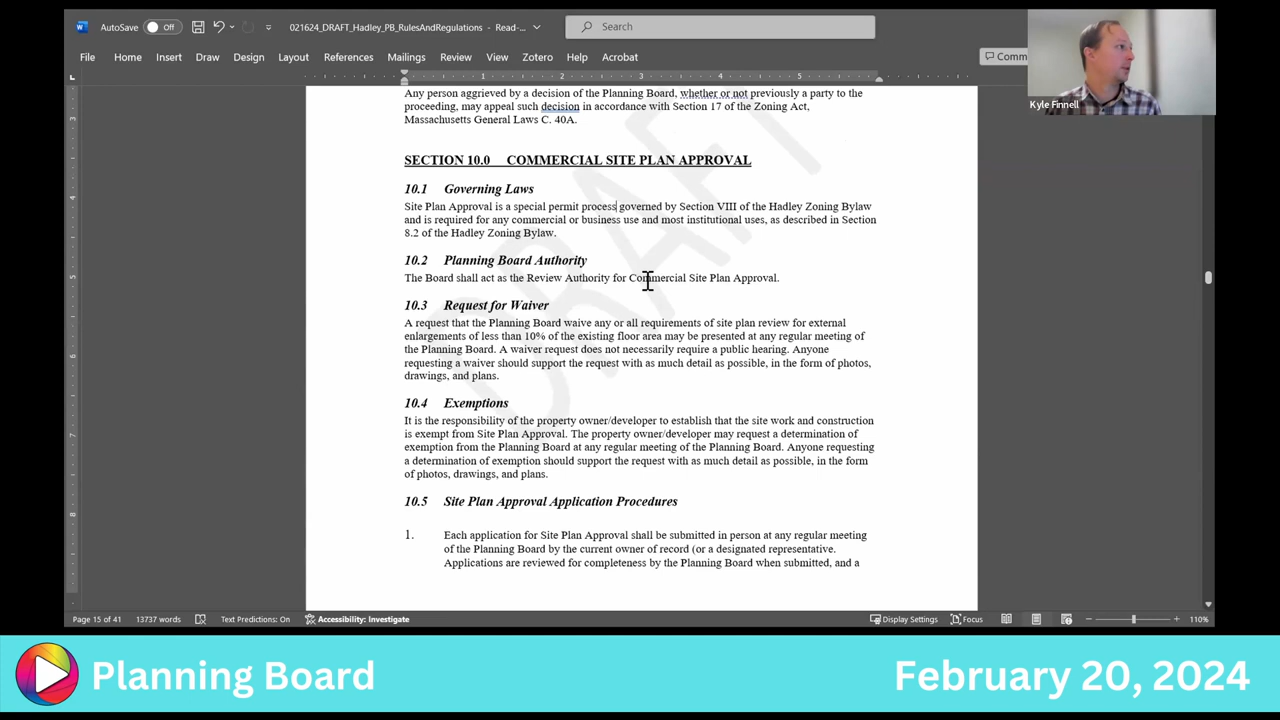 AutoSave Off 021624_DRAFT_Hadley_PB_RulesAndRegulations - Read-... Search
File Home Insert Draw Design Layout References Mailings Review View Zotero Help Acrobat Comm
Kyle Finnell
1 2 3 4 5
Any person aggrieved by a decision of the Planning Board, whether or not previously a party to the
proceeding, may appeal such decision in accordance with Section 17 of the Zoning Act,
Massachusetts General Laws C. 40A.
SECTION 10.0 COMMERCIAL SITE PLAN APPROVAL
10.1 Governing Laws
Site Plan Approval is a special permit process governed by Section VIII of the Hadley Zoning Bylaw
and is required for any commercial or business use and most institutional uses, as described in Section
8.2 of the Hadley Zoning Bylaw.
10.2 Planning Board Authority
The Board shall act as the Review Authority for Commercial Site Plan Approval.
10.3 Request for Waiver
A request that the Planning Board waive any or all requirements of site plan review for external
enlargements of less than 10% of the existing floor area may be presented at any regular meeting of
the Planning Board. A waiver request does not necessarily require a public hearing. Anyone
requesting a waiver should support the request with as much detail as possible, in the form of photos,
drawings, and plans.
10.4 Exemptions
It is the responsibility of the property owner/developer to establish that the site work and construction
is exempt from Site Plan Approval. The property owner/developer may request a determination of
exemption from the Planning Board at any regular meeting of the Planning Board. Anyone requesting
a determination of exemption should support the request with as much detail as possible, in the form
of photos, drawings, and plans.
10.5 Site Plan Approval Application Procedures
1. Each application for Site Plan Approval shall be submitted in person at any regular meeting
of the Planning Board by the current owner of record (or a designated representative.
Applications are reviewed for completeness by the Planning Board when submitted, and a
DRAFT
3
4
5
6
7
8
Page 15 of 41 13737 words Text Predictions: On Accessibility: Investigate Display Settings Focus 110%
Planning Board February 20, 2024